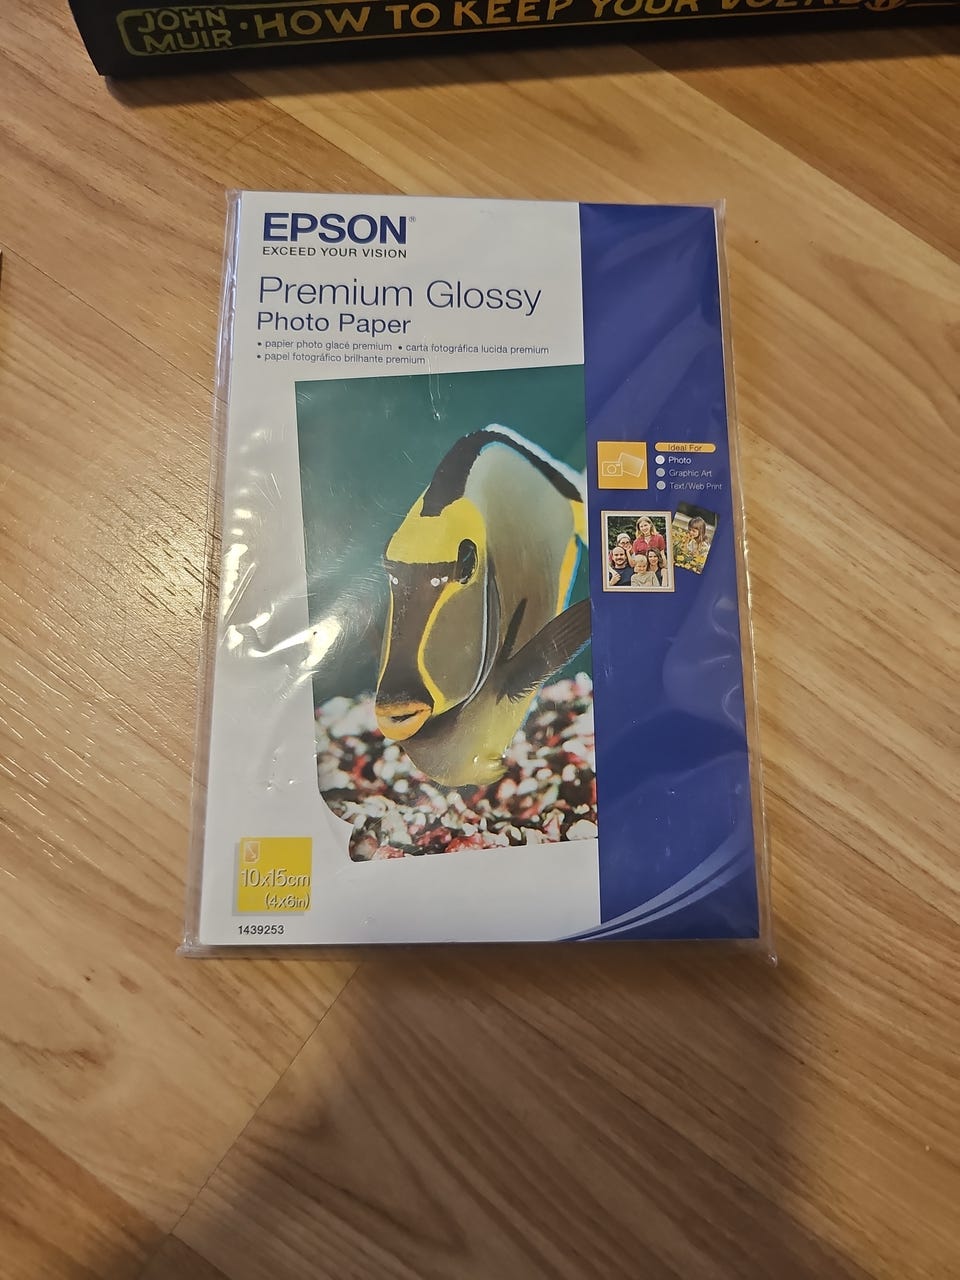 JOHN
MUIR · HOW TO KEEP YOUR
EPSON®
EXCEED YOUR VISION
Premium Glossy
Photo Paper
• papier photo glacé premium • carta fotográfica lucida premium
• papel fotográfico brilhante premium
Ideal For
Photo
Graphic Art
Text/Web Print
10x15cm
(4x6in)
1439253